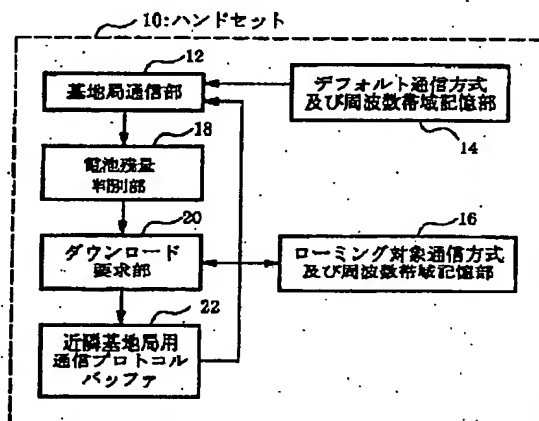 10:ハンドセット
12
基地局通信部
デフォルト通信方式
及び周波数帯域記憶部
14
18
電池残量
判別部
20
ダウンロード
要求部
16
ローミング対象通信方式
及び周波数帯域記憶部
22
近隣基地局用
通信プロトコル
バッファ